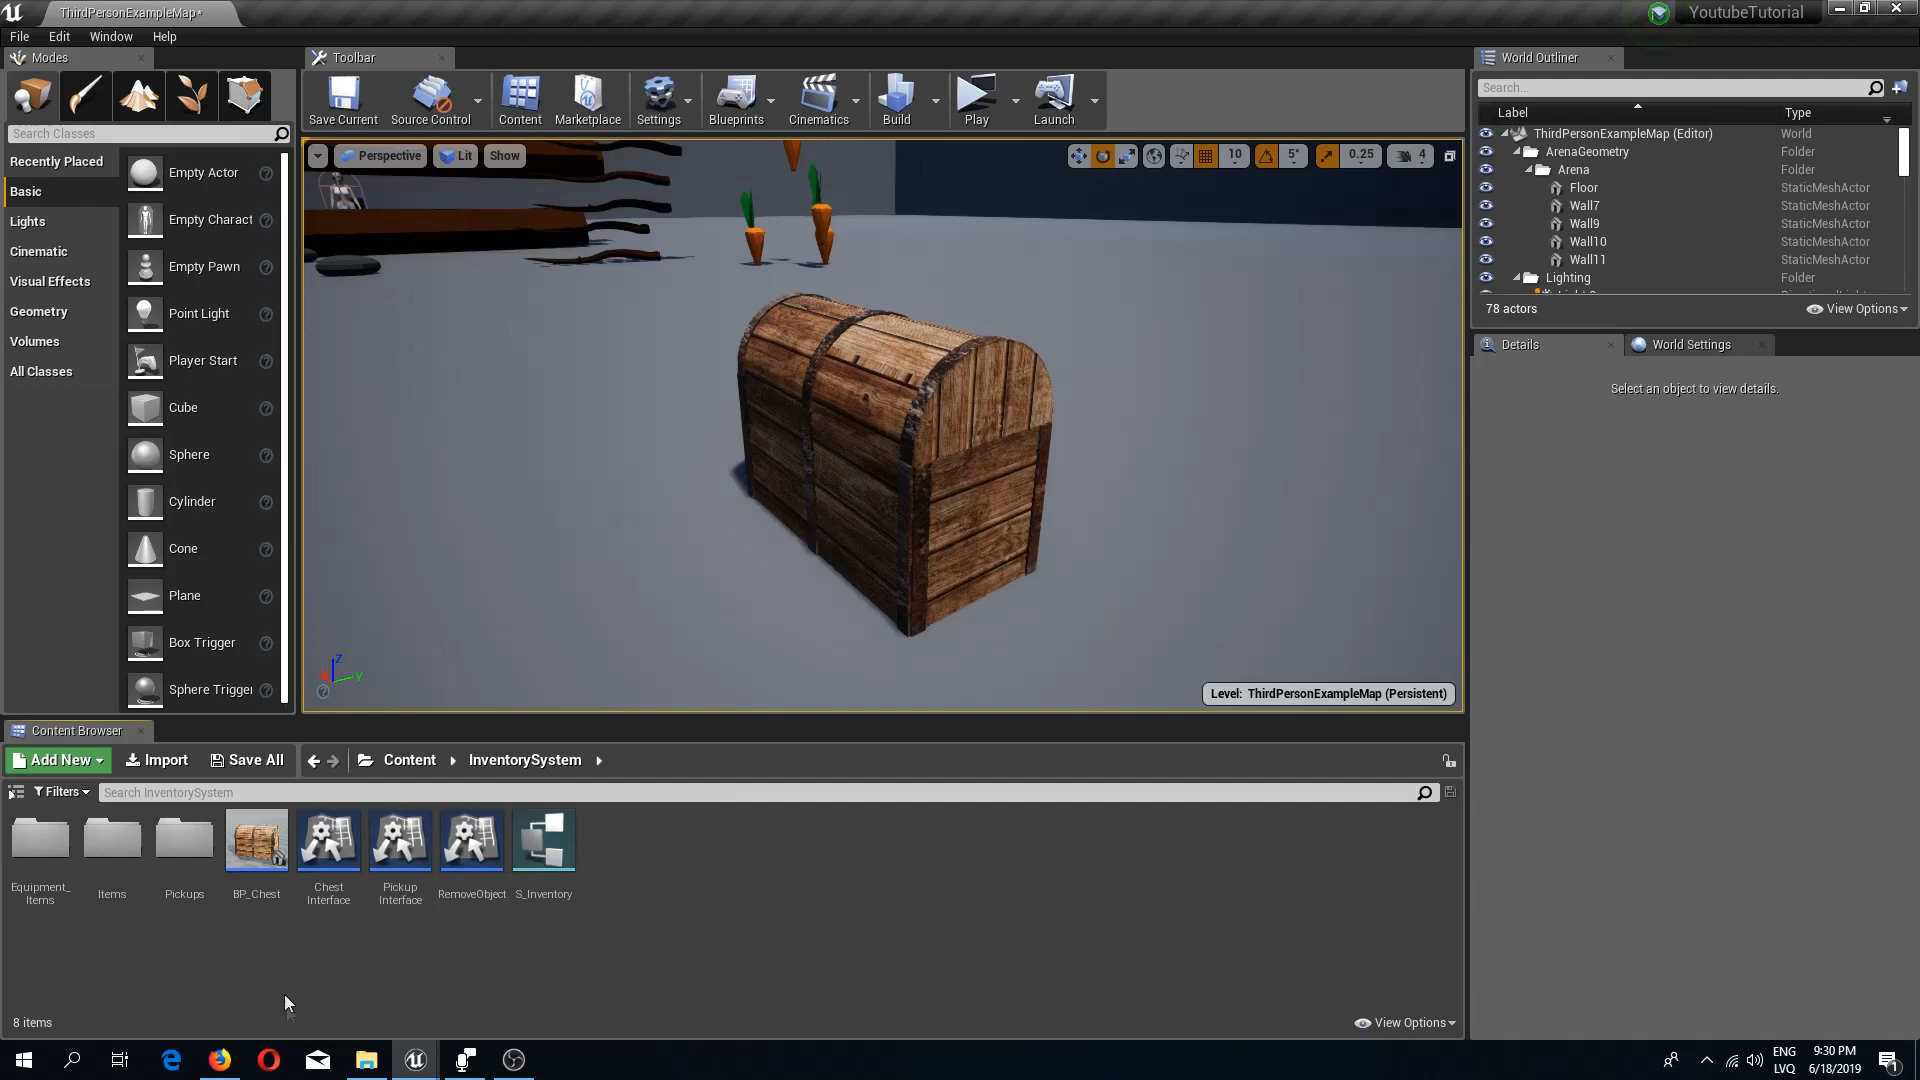 ThirdPersonExampleMap*
YoutubeTutorial
File Edit Window Help
Modes
Toolbar
World Outliner
Search Classes
Save Current Source Control Content Marketplace Settings Blueprints Cinematics Build Play Launch
Search...
Label Type
Recently Placed
Basic
Lights
Cinematic
Visual Effects
Geometry
Volumes
All Classes
Empty Actor
Empty Charact
Empty Pawn
Point Light
Player Start
Cube
Sphere
Cylinder
Cone
Plane
Box Trigger
Sphere Trigger
Perspective Lit Show
10 5° 0.25 4
Z
Y
Level: ThirdPersonExampleMap (Persistent)
ThirdPersonExampleMap (Editor) World
ArenaGeometry Folder
Arena Folder
Floor StaticMeshActor
Wall7 StaticMeshActor
Wall9 StaticMeshActor
Wall10 StaticMeshActor
Wall11 StaticMeshActor
Lighting Folder
78 actors View Options
Details World Settings
Select an object to view details.
Content Browser
Add New Import Save All Content InventorySystem
Filters Search InventorySystem
Equipment_
Items
Items
Pickups
BP_Chest
Chest
Interface
Pickup
Interface
RemoveObject
S_Inventory
8 items View Options
ENG
LVQ
9:30 PM
6/18/2019
1